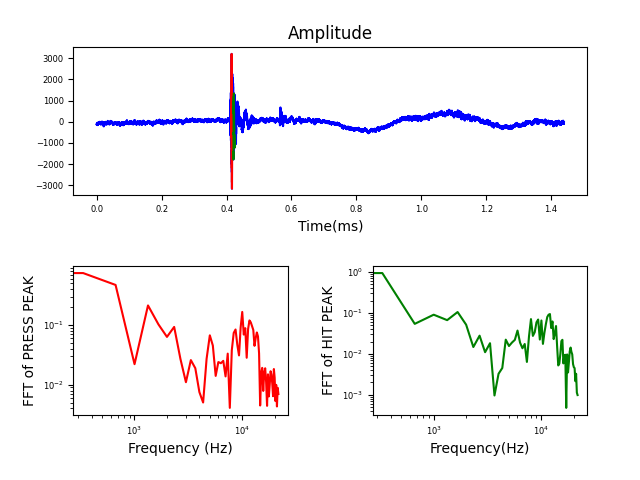 Amplitude
3000
2000
1000
0
−1000
−2000
−3000
0.0 0.2 0.4 0.6 0.8 1.0 1.2 1.4
Time(ms)
FFT of PRESS PEAK
10⁻¹
10⁻²
10³ 10⁴
Frequency (Hz)
FFT of HIT PEAK
10⁰
10⁻¹
10⁻²
10⁻³
10³ 10⁴
Frequency(Hz)